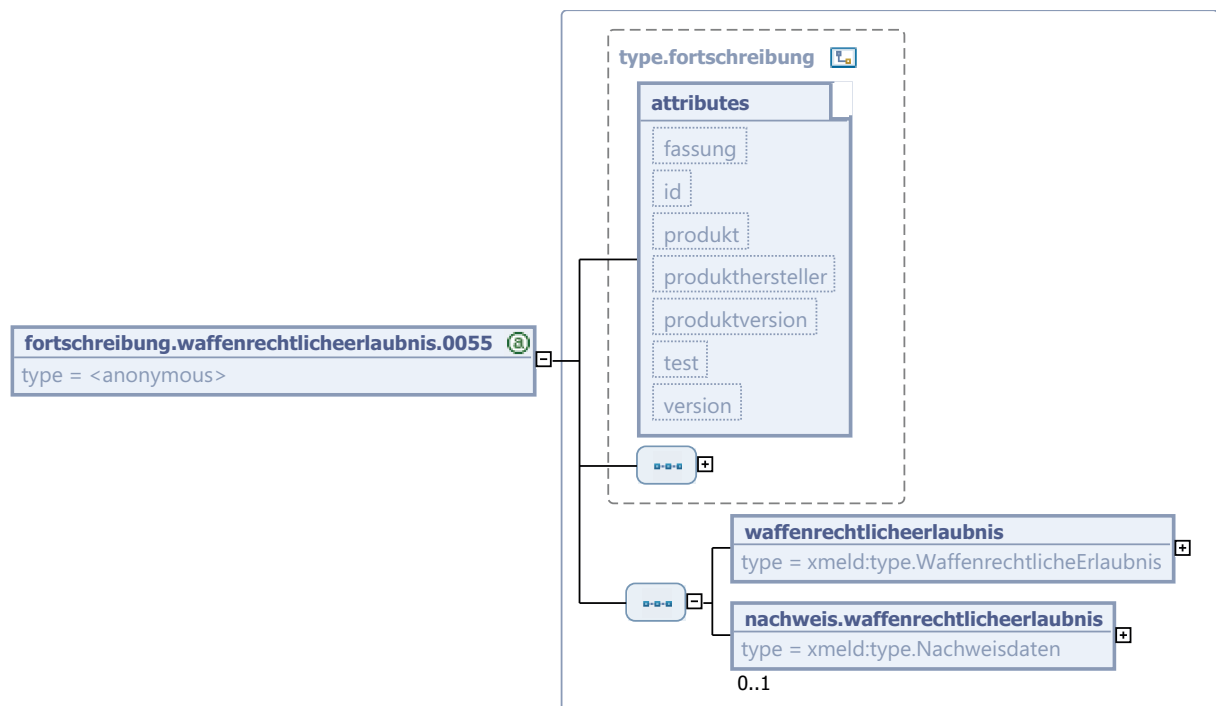 type.fortschreibung
attributes
fassung
id
produkt
produkthersteller
produktversion
test
version
fortschreibung.waffenrechtlicheerlaubnis.0055 @
type = <anonymous>
waffenrechtlicheerlaubnis
type = xmeld:type.WaffenrechtlicheErlaubnis
nachweis.waffenrechtlicheerlaubnis
type = xmeld:type.Nachweisdaten
0..1